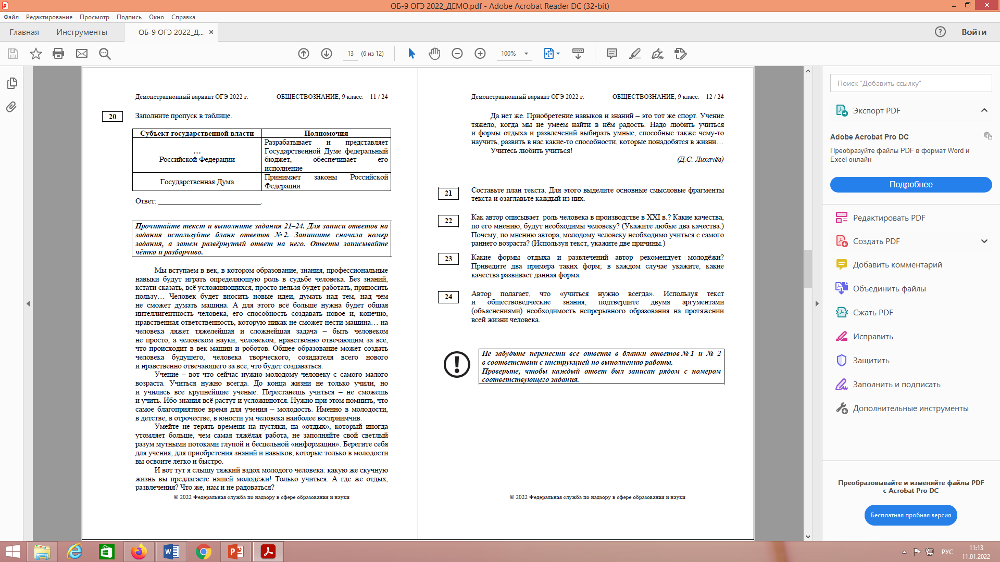 ОБ-9 ОГЭ 2022_ДЕМО.pdf - Adobe Acrobat Reader DC (32-bit)
Файл Редактирование Просмотр Подпись Окно Справка
Главная Инструменты ОБ-9 ОГЭ 2022_Д... × Войти
13 (6 из 12) 100%
Демонстрационный вариант ОГЭ 2022 г. ОБЩЕСТВОЗНАНИЕ, 9 класс. 11 / 24
20 Заполните пропуск в таблице.
Субъект государственной власти Полномочия
…
Российской Федерации
Разрабатывает и представляет
Государственной Думе федеральный
бюджет, обеспечивает его
исполнение
Государственная Дума
Принимает законы Российской
Федерации
Ответ: ___________________________.
Прочитайте текст и выполните задания 21–24. Для записи ответов на
задания используйте бланк ответов № 2. Запишите сначала номер
задания, а затем развёрнутый ответ на него. Ответы записывайте
чётко и разборчиво.
Мы вступаем в век, в котором образование, знания, профессиональные
навыки будут играть определяющую роль в судьбе человека. Без знаний,
кстати сказать, всё усложняющихся, просто нельзя будет работать, приносить
пользу… Человек будет вносить новые идеи, думать над тем, над чем
не сможет думать машина. А для этого всё больше нужна будет общая
интеллигентность человека, его способность создавать новое и, конечно,
нравственная ответственность, которую никак не сможет нести машина… на
человека ляжет тяжелейшая и сложнейшая задача – быть человеком
не просто, а человеком науки, человеком, нравственно отвечающим за всё,
что происходит в век машин и роботов. Общее образование может создать
человека будущего, человека творческого, созидателя всего нового
и нравственно отвечающего за всё, что будет создаваться.
Учение – вот что сейчас нужно молодому человеку с самого малого
возраста. Учиться нужно всегда. До конца жизни не только учили, но
и учились все крупнейшие учёные. Перестанешь учиться – не сможешь
и учить. Ибо знания всё растут и усложняются. Нужно при этом помнить, что
самое благоприятное время для учения – молодость. Именно в молодости,
в детстве, в отрочестве, в юности ум человека наиболее восприимчив.
Умейте не терять времени на пустяки, на «отдых», который иногда
утомляет больше, чем самая тяжёлая работа, не заполняйте свой светлый
разум мутными потоками глупой и бесцельной «информации». Берегите себя
для учения, для приобретения знаний и навыков, которые только в молодости
вы освоите легко и быстро.
И вот тут я слышу тяжкий вздох молодого человека: какую же скучную
жизнь вы предлагаете нашей молодёжи! Только учиться. А где же отдых,
развлечения? Что же, нам и не радоваться?
© 2022 Федеральная служба по надзору в сфере образования и науки
Демонстрационный вариант ОГЭ 2022 г. ОБЩЕСТВОЗНАНИЕ, 9 класс. 12 / 24
Да нет же. Приобретение навыков и знаний – это тот же спорт. Учение
тяжело, когда мы не умеем найти в нём радость. Надо любить учиться
и формы отдыха и развлечений выбирать умные, способные также чему-то
научить, развить в нас какие-то способности, которые понадобятся в жизни…
Учитесь любить учиться!
(Д.С. Лихачёв)
21 Составьте план текста. Для этого выделите основные смысловые фрагменты
текста и озаглавьте каждый из них.
22 Как автор описывает роль человека в производстве в XXI в.? Какие качества,
по его мнению, будут необходимы человеку? (Укажите любые два качества.)
Почему, по мнению автора, молодому человеку необходимо учиться с самого
раннего возраста? (Используя текст, укажите две причины.)
23 Какие формы отдыха и развлечений автор рекомендует молодёжи?
Приведите два примера таких форм; в каждом случае укажите, какие
качества развивает данная форма.
24 Автор полагает, что «учиться нужно всегда». Используя текст
и обществоведческие знания, подтвердите двумя аргументами
(объяснениями) необходимость непрерывного образования на протяжении
всей жизни человека.
Не забудьте перенести все ответы в бланки ответов № 1 и № 2
в соответствии с инструкцией по выполнению работы.
Проверьте, чтобы каждый ответ был записан рядом с номером
соответствующего задания.
© 2022 Федеральная служба по надзору в сфере образования и науки
Поиск "Добавить ссылку"
Экспорт PDF
Adobe Acrobat Pro DC
Преобразуйте файлы PDF в формат Word и
Excel онлайн
Подробнее
Редактировать PDF
Создать PDF
Добавить комментарий
Объединить файлы
Сжать PDF
Исправить
Защитить
Заполнить и подписать
Дополнительные инструменты
Преобразовывайте и изменяйте файлы PDF
с Acrobat Pro DC
Бесплатная пробная версия
РУС
11:13
11.01.2022